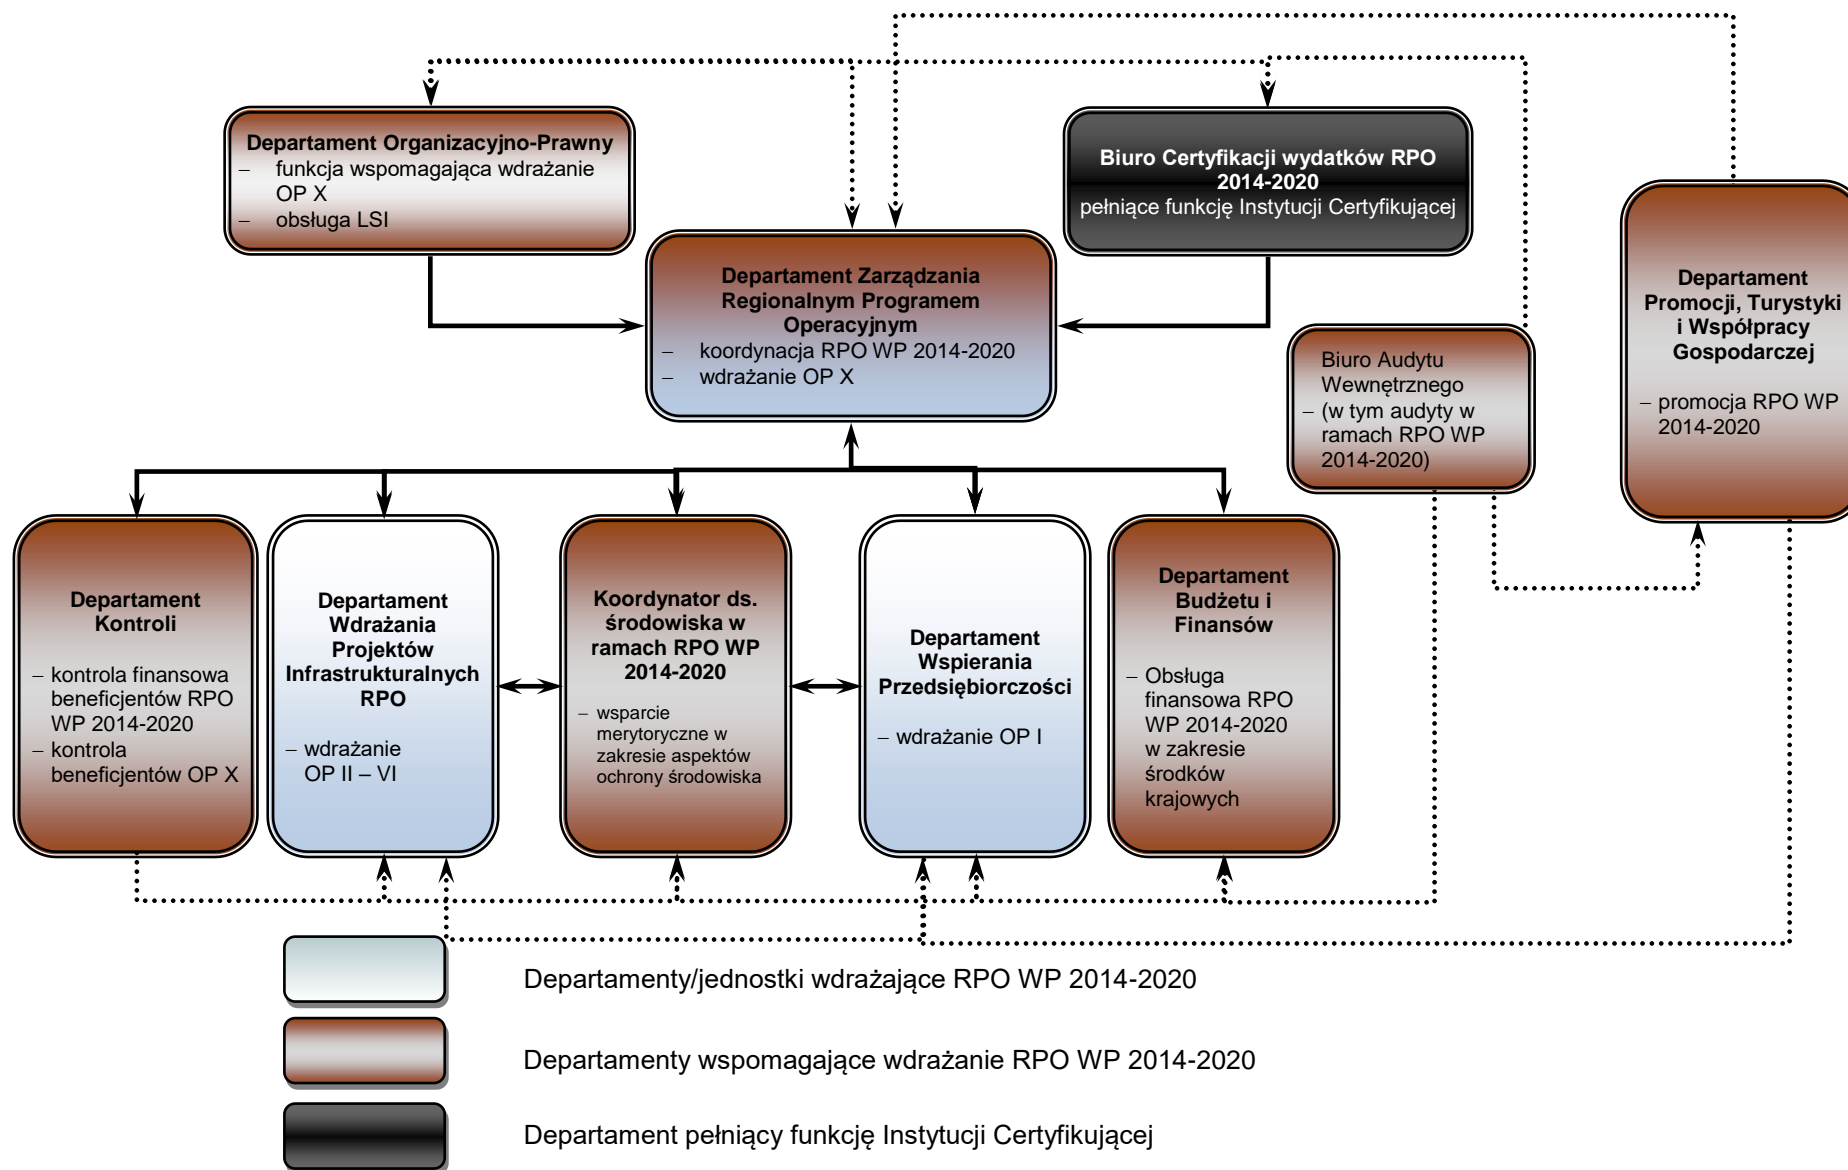 Departament Organizacyjno-Prawny
– funkcja wspomagająca wdrażanie
OP X
– obsługa LSI
Biuro Certyfikacji wydatków RPO
2014-2020
pełniące funkcję Instytucji Certyfikującej
Departament Zarządzania
Regionalnym Programem
Operacyjnym
– koordynacja RPO WP 2014-2020
– wdrażanie OP X
Departament
Promocji, Turystyki
i Współpracy
Gospodarczej
– promocja RPO WP
2014-2020
Biuro Audytu
Wewnętrznego
– (w tym audyty w
ramach RPO WP
2014-2020)
Departament
Kontroli
– kontrola finansowa
beneficjentów RPO
WP 2014-2020
– kontrola
beneficjentów OP X
Departament
Wdrażania
Projektów
Infrastrukturalnych
RPO
– wdrażanie
OP II – VI
Koordynator ds.
środowiska w
ramach RPO WP
2014-2020
– wsparcie
merytoryczne w
zakresie aspektów
ochrony środowiska
Departament
Wspierania
Przedsiębiorczości
– wdrażanie OP I
Departament
Budżetu i
Finansów
– Obsługa
finansowa RPO
WP 2014-2020
w zakresie
środków
krajowych
Departamenty/jednostki wdrażające RPO WP 2014-2020
Departamenty wspomagające wdrażanie RPO WP 2014-2020
Departament pełniący funkcję Instytucji Certyfikującej